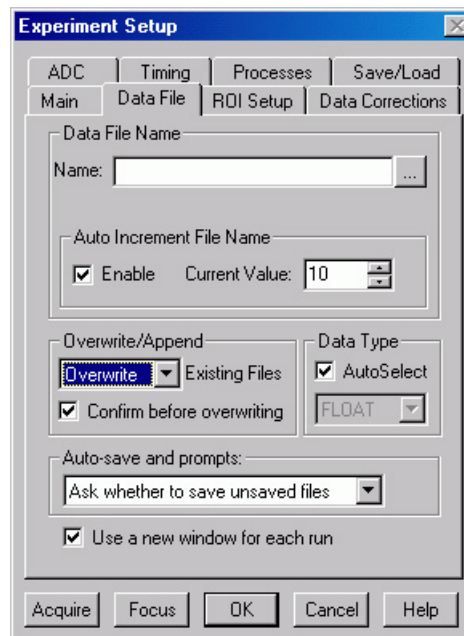 Experiment Setup
ADC Timing Processes Save/Load
Main Data File ROI Setup Data Corrections
Data File Name
Name: ...
Auto Increment File Name
Enable Current Value: 10
Overwrite/Append Data Type
Overwrite Existing Files AutoSelect
Confirm before overwriting FLOAT
Auto-save and prompts:
Ask whether to save unsaved files
Use a new window for each run
Acquire Focus OK Cancel Help